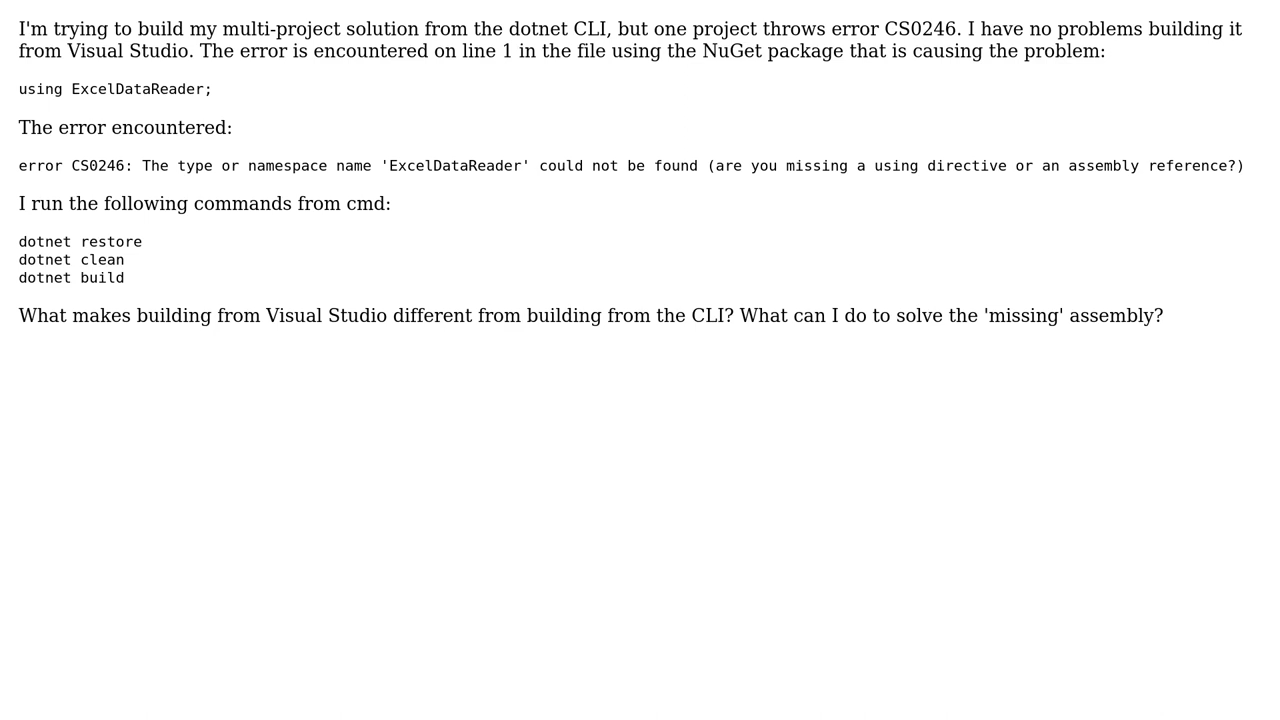 I'm trying to build my multi-project solution from the dotnet CLI, but one project throws error CS0246. I have no problems building it
from Visual Studio. The error is encountered on line 1 in the file using the NuGet package that is causing the problem:
using ExcelDataReader;
The error encountered:
error CS0246: The type or namespace name 'ExcelDataReader' could not be found (are you missing a using directive or an assembly reference?)
I run the following commands from cmd:
dotnet restore
dotnet clean
dotnet build
What makes building from Visual Studio different from building from the CLI? What can I do to solve the 'missing' assembly?